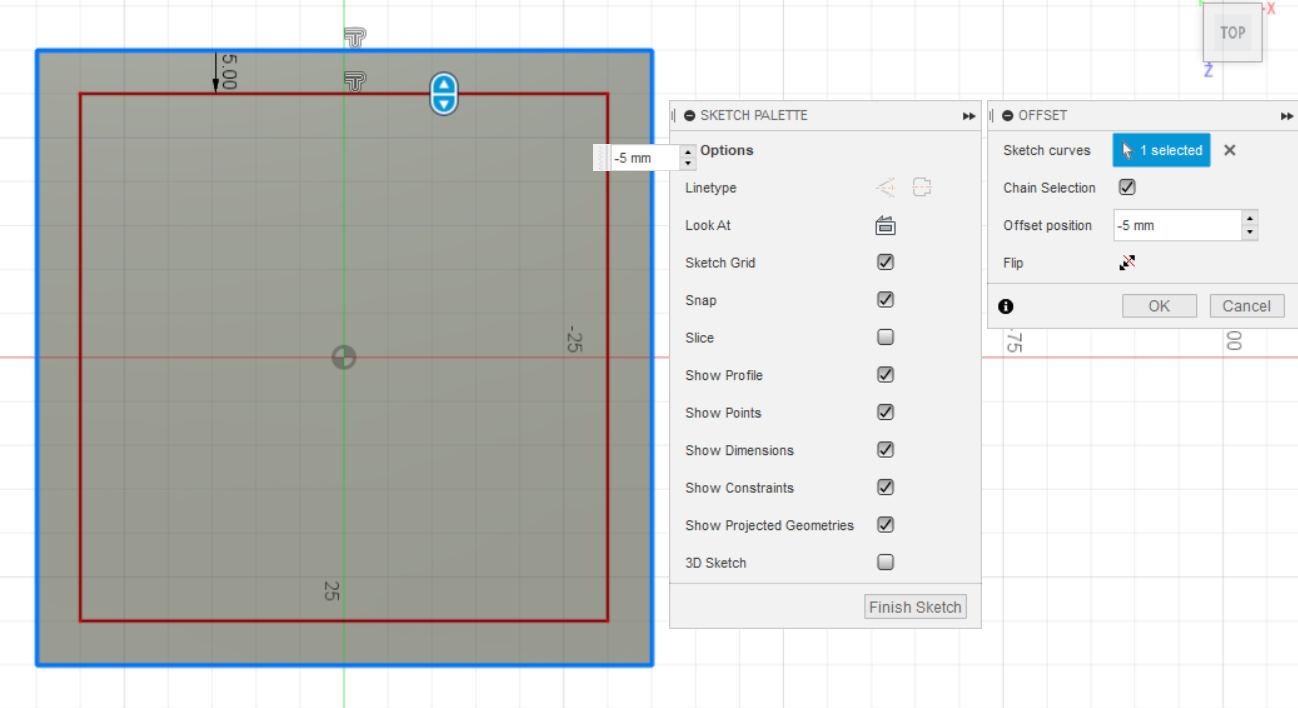 X
TOP
Z
5.00
-5 mm
-25
25
SKETCH PALETTE
Options
Linetype
Look At
Sketch Grid
Snap
Slice
Show Profile
Show Points
Show Dimensions
Show Constraints
Show Projected Geometries
3D Sketch
Finish Sketch
OFFSET
Sketch curves 1 selected
Chain Selection
Offset position -5 mm
Flip
OK Cancel
-75
00